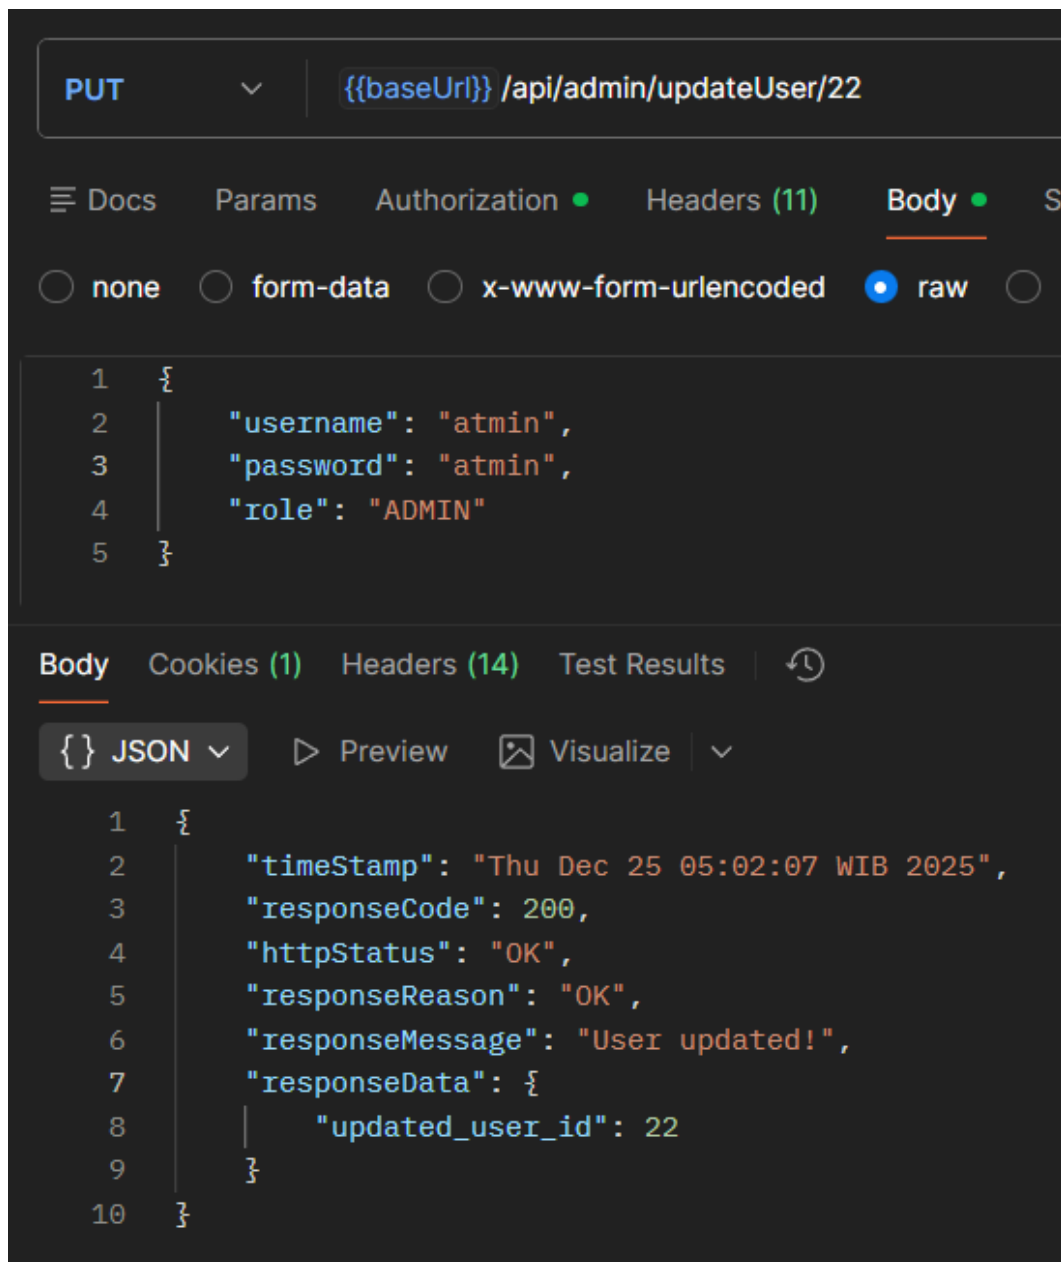 PUT {{baseUrl}}/api/admin/updateUser/22
Docs Params Authorization Headers (11) Body S
none form-data x-www-form-urlencoded raw
1 {
2 "username": "atmin",
3 "password": "atmin",
4 "role": "ADMIN"
5 }
Body Cookies (1) Headers (14) Test Results
{} JSON Preview Visualize
1 {
2 "timeStamp": "Thu Dec 25 05:02:07 WIB 2025",
3 "responseCode": 200,
4 "httpStatus": "OK",
5 "responseReason": "OK",
6 "responseMessage": "User updated!",
7 "responseData": {
8 "updated_user_id": 22
9 }
10 }